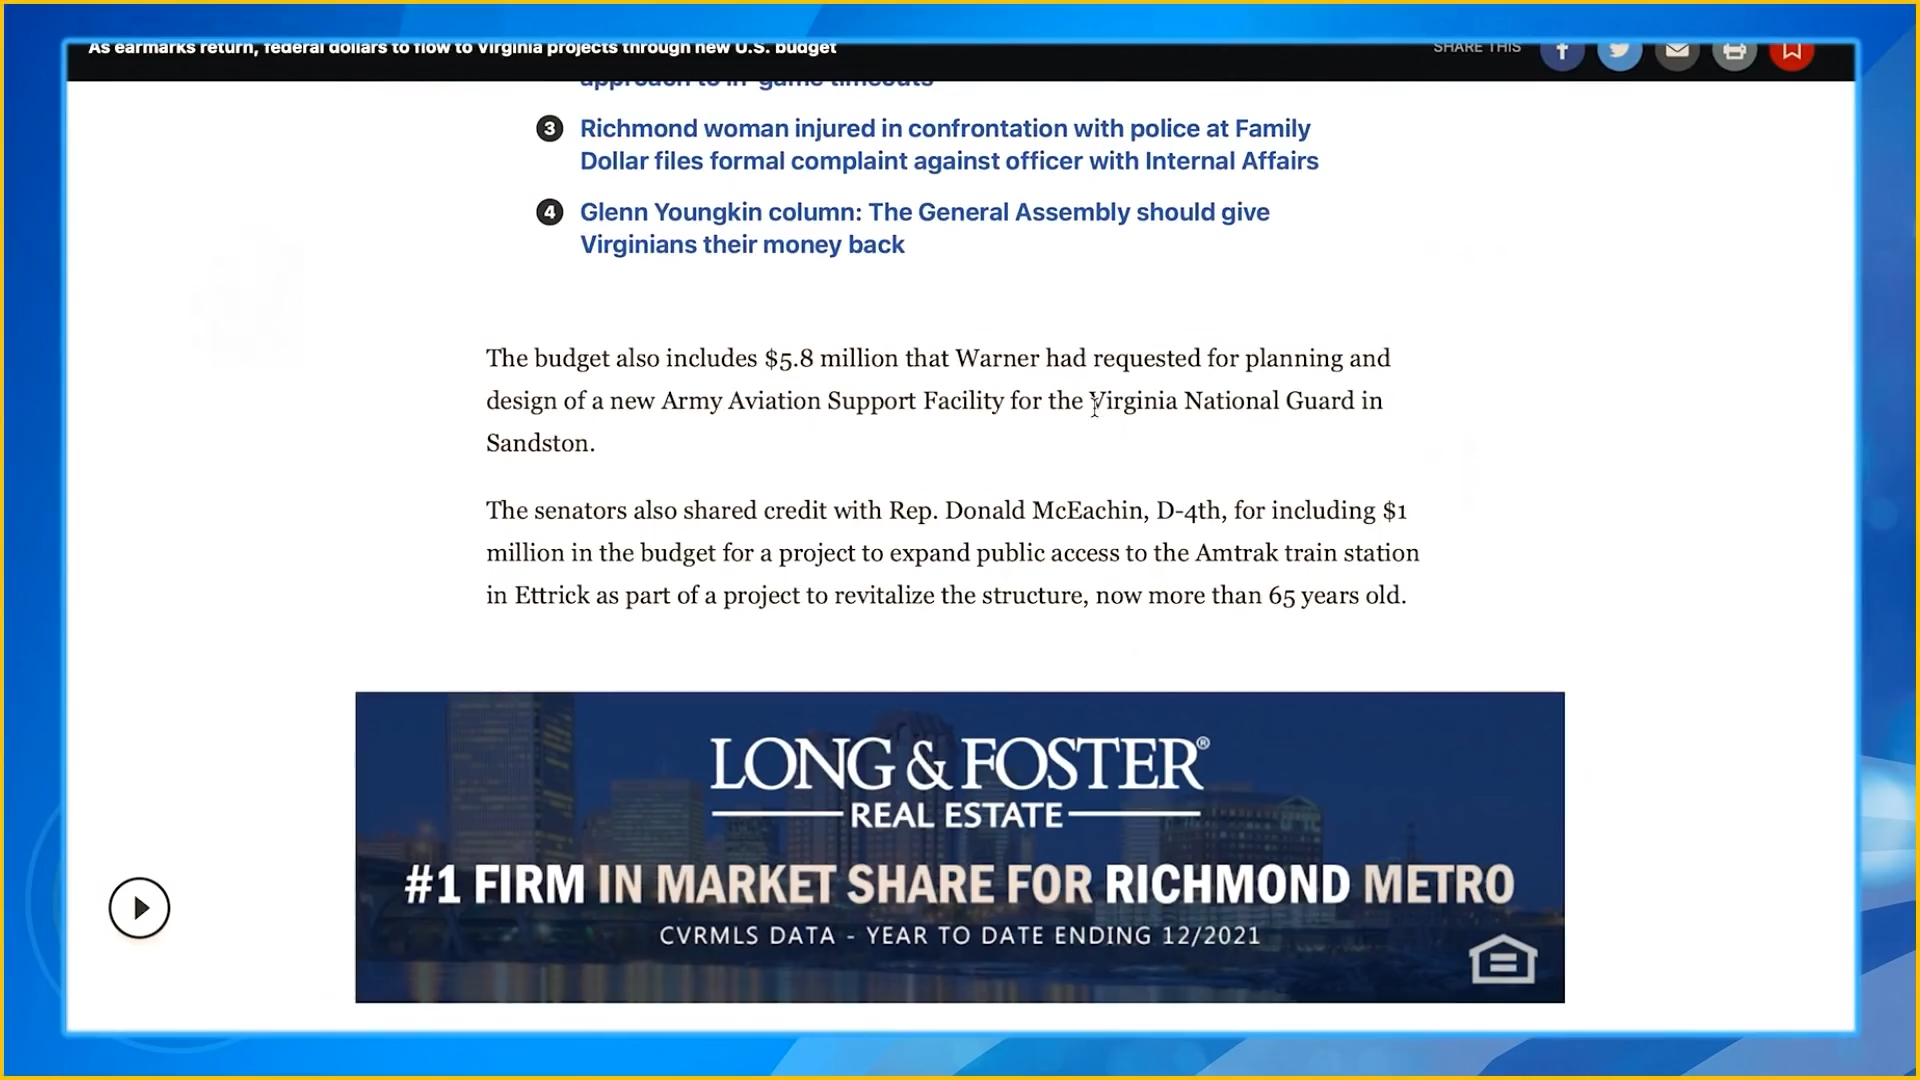 As earmarks return, federal dollars to flow to Virginia projects through new U.S. budget
SHARE THIS
approach to in-game timeouts
3 Richmond woman injured in confrontation with police at Family
Dollar files formal complaint against officer with Internal Affairs
4 Glenn Youngkin column: The General Assembly should give
Virginians their money back
The budget also includes $5.8 million that Warner had requested for planning and
design of a new Army Aviation Support Facility for the Virginia National Guard in
Sandston.
The senators also shared credit with Rep. Donald McEachin, D-4th, for including $1
million in the budget for a project to expand public access to the Amtrak train station
in Ettrick as part of a project to revitalize the structure, now more than 65 years old.
LONG & FOSTER®
REAL ESTATE
#1 FIRM IN MARKET SHARE FOR RICHMOND METRO
CVRMLS DATA - YEAR TO DATE ENDING 12/2021